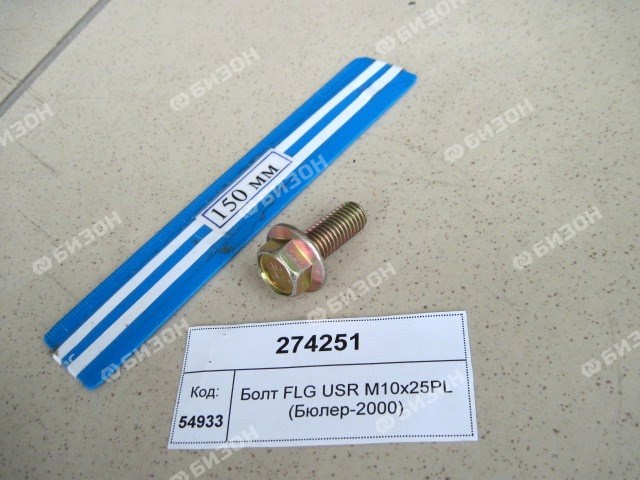 150 мм
274251
Код:
54933
Болт FLG USR M10x25PL
(Бюлер-2000)
БИЗОН
БИЗОН
БИЗОН
БИЗОН
БИЗОН
БИЗОН
БИЗОН
БИЗОН
БИЗОН